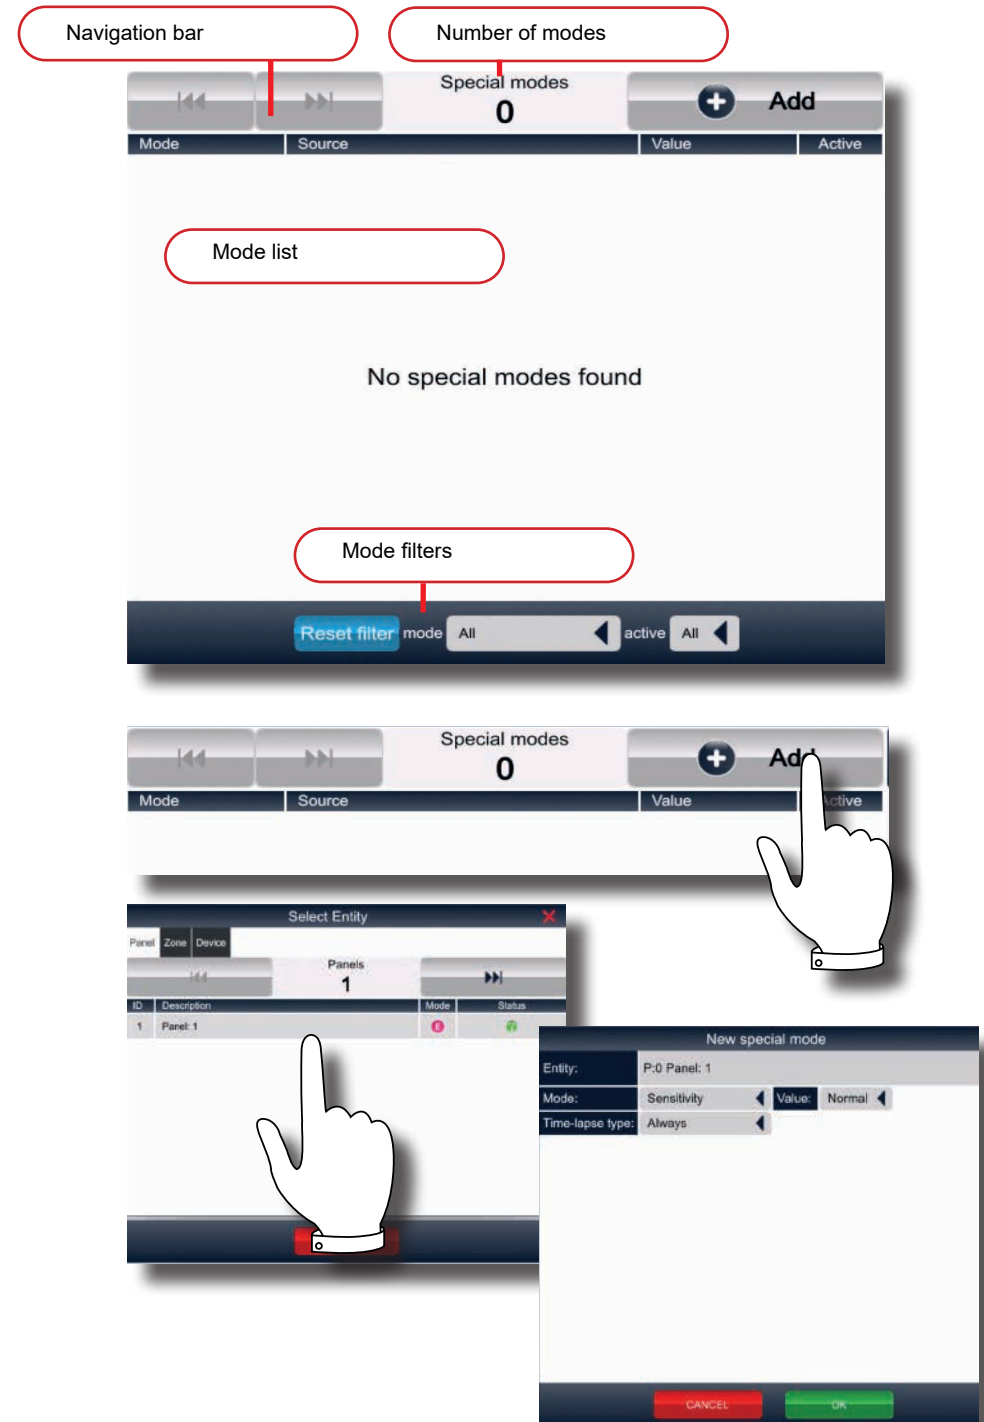 Navigation bar
Number of modes
Special modes
0
Add
Mode Source Value Active
Mode list
No special modes found
Mode filters
Reset filter mode All active All
Special modes
0
Add
Mode Source Value Active
Select Entity
Panel Zone Device
Panels
1
ID Description Mode Status
1 Panel: 1 E
New special mode
Entity: P:0 Panel: 1
Mode: Sensitivity Value: Normal
Time-lapse type: Always
CANCEL OK